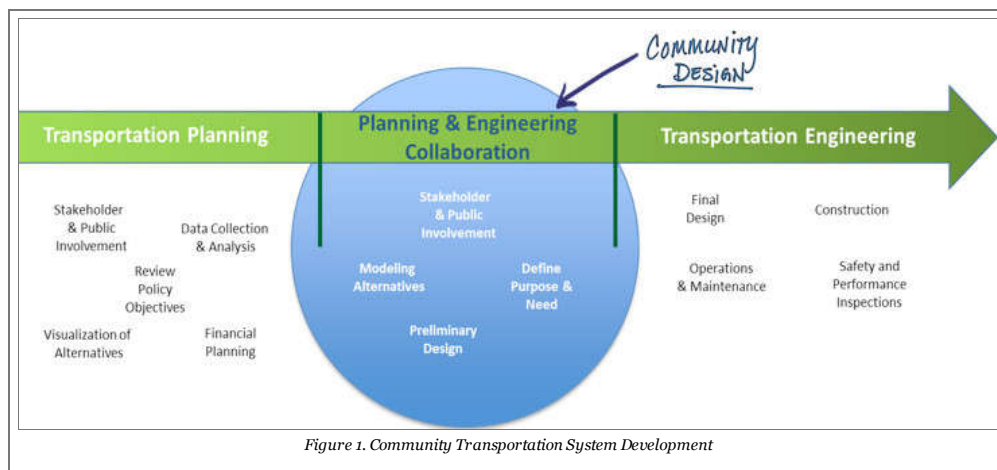 COMMUNITY
DESIGN
Transportation Planning
Planning & Engineering
Collaboration
Transportation Engineering
Stakeholder
& Public
Involvement
Data Collection
& Analysis
Review
Policy
Objectives
Visualization of
Alternatives
Financial
Planning
Stakeholder
& Public
Involvement
Modeling
Alternatives
Define
Purpose &
Need
Preliminary
Design
Final
Design
Construction
Operations
& Maintenance
Safety and
Performance
Inspections
Figure 1. Community Transportation System Development